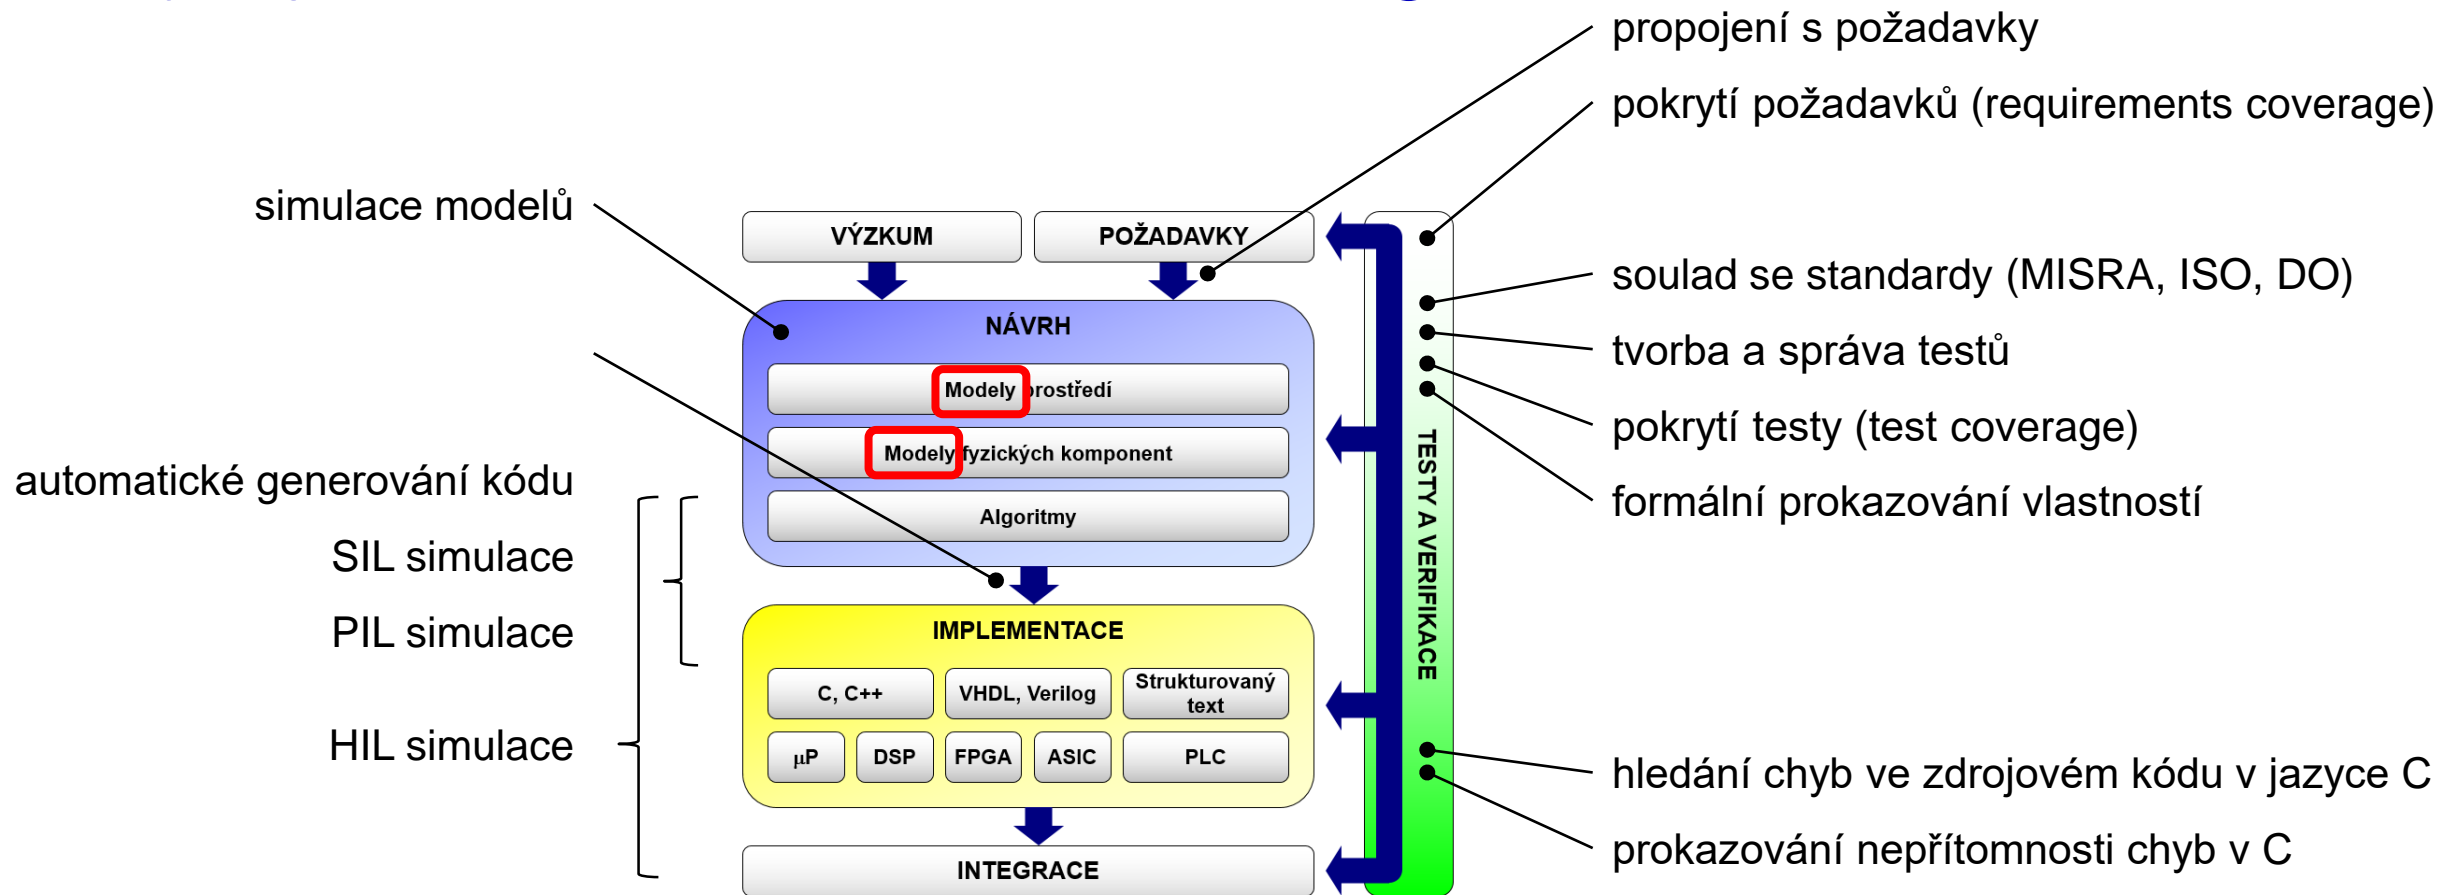 propojení s požadavky
pokrytí požadavků (requirements coverage)
simulace modelů
VÝZKUM
POŽADAVKY
soulad se standardy (MISRA, ISO, DO)
NÁVRH
tvorba a správa testů
Modely prostředí
pokrytí testy (test coverage)
Modely fyzických komponent
automatické generování kódu
formální prokazování vlastností
Algoritmy
TESTY A VERIFIKACE
SIL simulace
PIL simulace
IMPLEMENTACE
C, C++
VHDL, Verilog
Strukturovaný
text
HIL simulace
µP
DSP
FPGA
ASIC
PLC
hledání chyb ve zdrojovém kódu v jazyce C
prokazování nepřítomnosti chyb v C
INTEGRACE